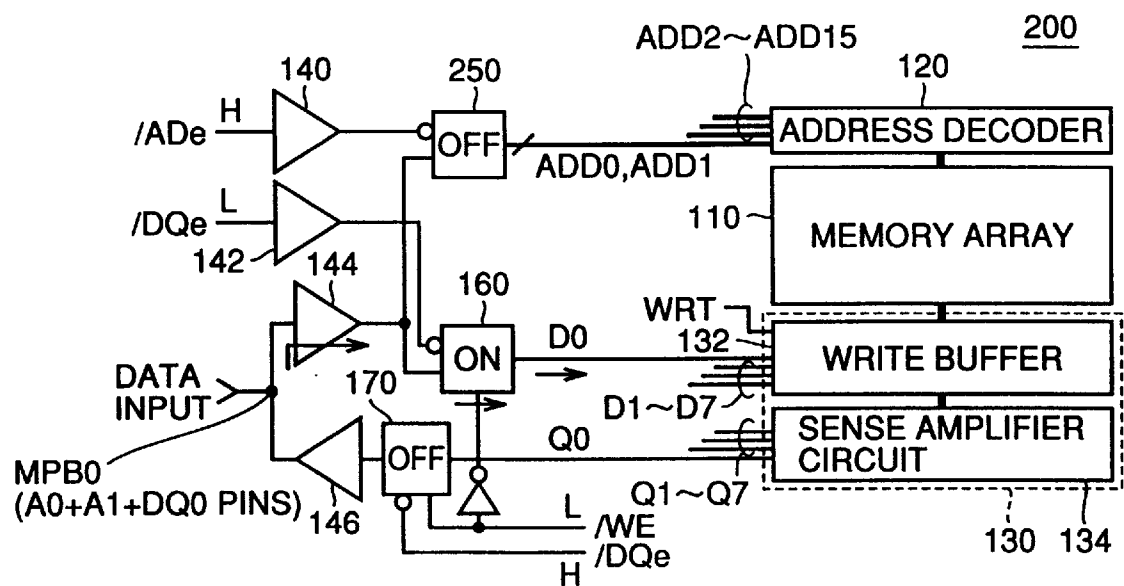 200
ADD2~ADD15
140
250
120
H
/ADe
OFF
ADDRESS DECODER
ADD0,ADD1
L
/DQe
110
MEMORY ARRAY
142
144
160
WRT
132
ON
D0
WRITE BUFFER
DATA
INPUT
170
D1~D7
OFF
Q0
SENSE AMPLIFIER
CIRCUIT
MPB0
(A0+A1+DQ0 PINS)
146
Q1~Q7
L
/WE
/DQe
H
130
134